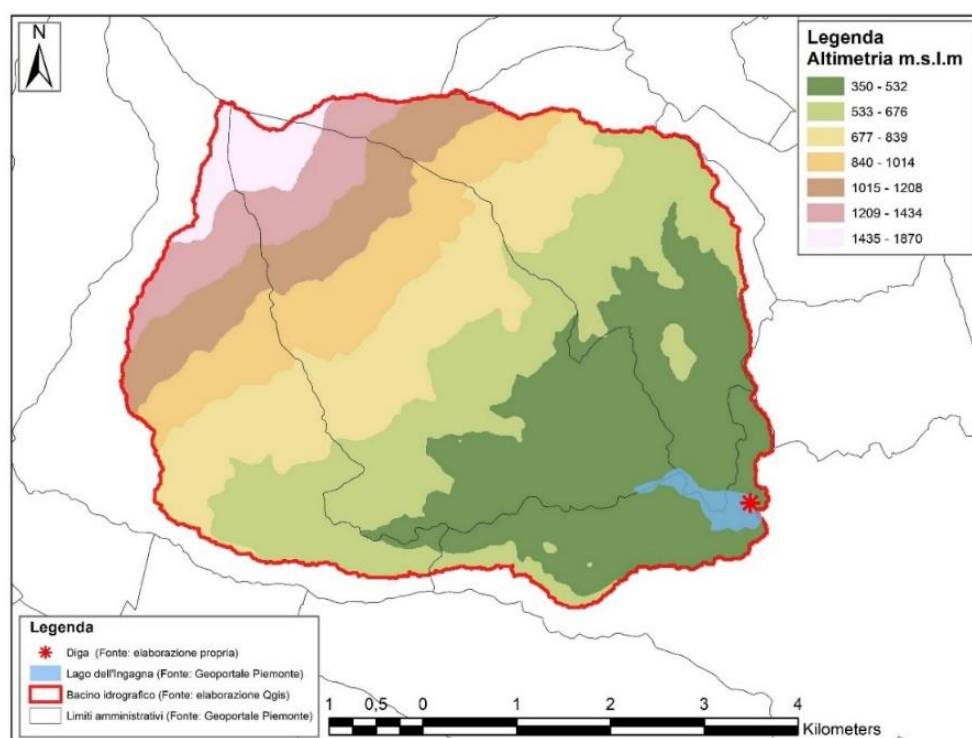 N
Legenda
Altimetria m.s.l.m
350 - 532
533 - 676
677 - 839
840 - 1014
1015 - 1208
1209 - 1434
1435 - 1870
Legenda
Diga (Fonte: elaborazione propria)
Lago dell'Ingagna (Fonte: Geoportale Piemonte)
Bacino idrografico (Fonte: elaborazione Qgis)
Limiti amministrativi (Fonte: Geoportale Piemonte)
1 0,5 0 1 2 3 4
Kilometers